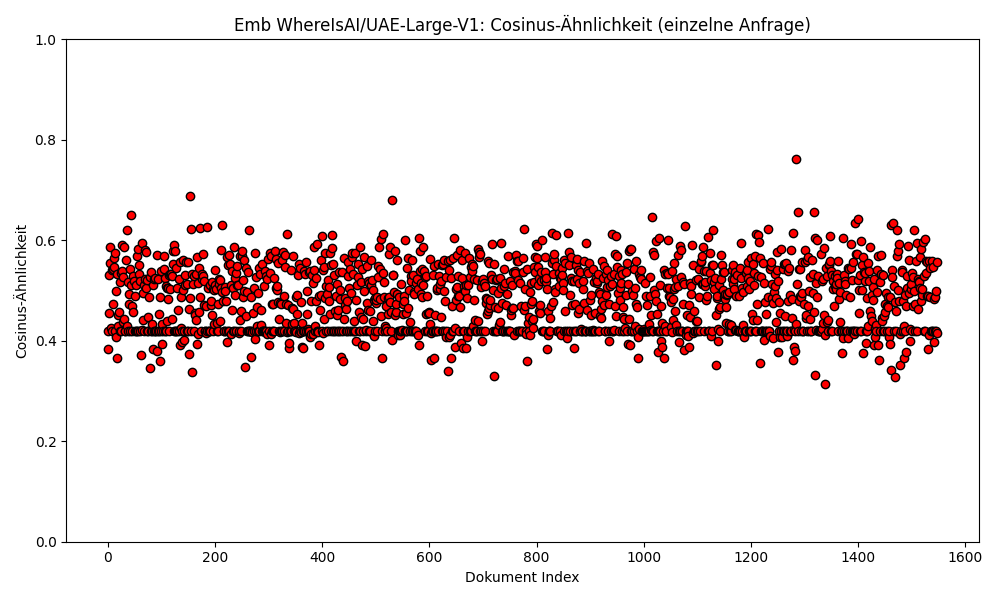 Emb WhereIsAI/UAE-Large-V1: Cosinus-Ähnlichkeit (einzelne Anfrage)
1.0
0.8
0.6
0.4
0.2
0.0
Cosinus-Ähnlichkeit
0 200 400 600 800 1000 1200 1400 1600
Dokument Index